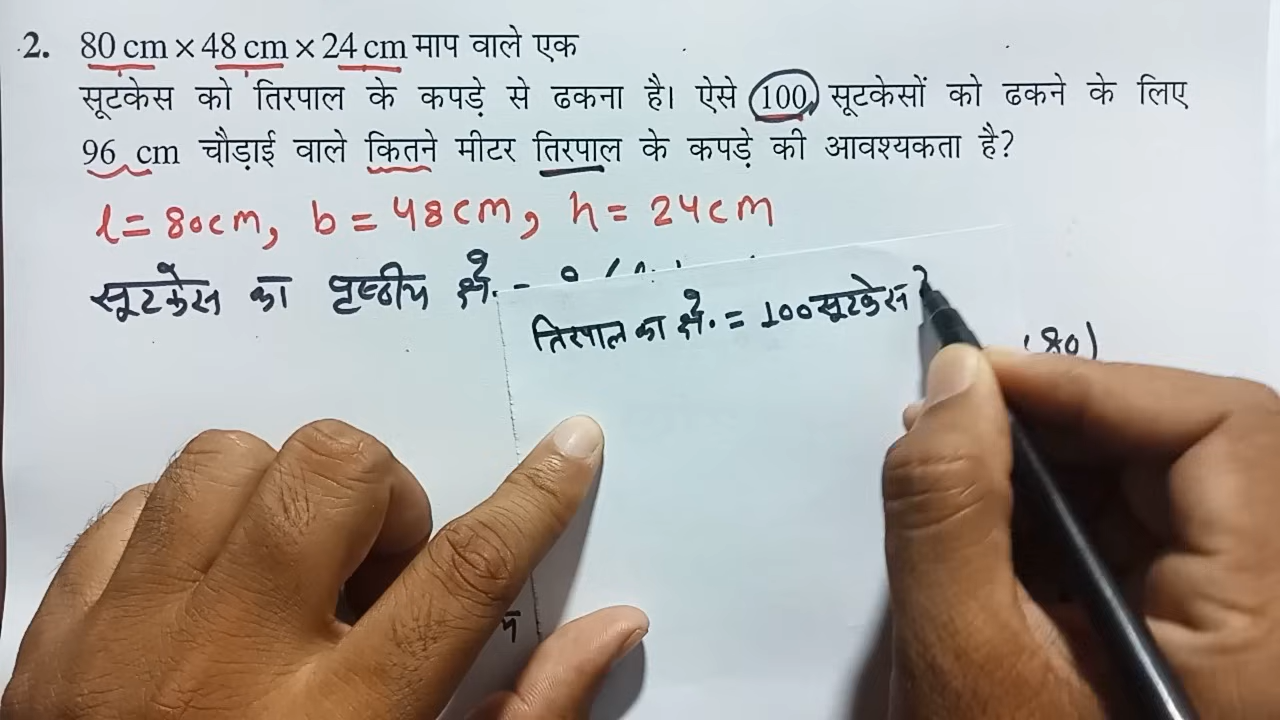 2. 80 cm × 48 cm × 24 cm माप वाले एक
सूटकेस को तिरपाल के कपड़े से ढकना है। ऐसे 100 सूटकेसों को ढकने के लिए
96 cm चौड़ाई वाले कितने मीटर तिरपाल के कपड़े की आवश्यकता है?
l = 80cm, b = 48cm, h = 24cm
सूटकेस का पृष्ठीय क्षे. =
तिरपाल का क्षे. = 100 सूटकेस
80)